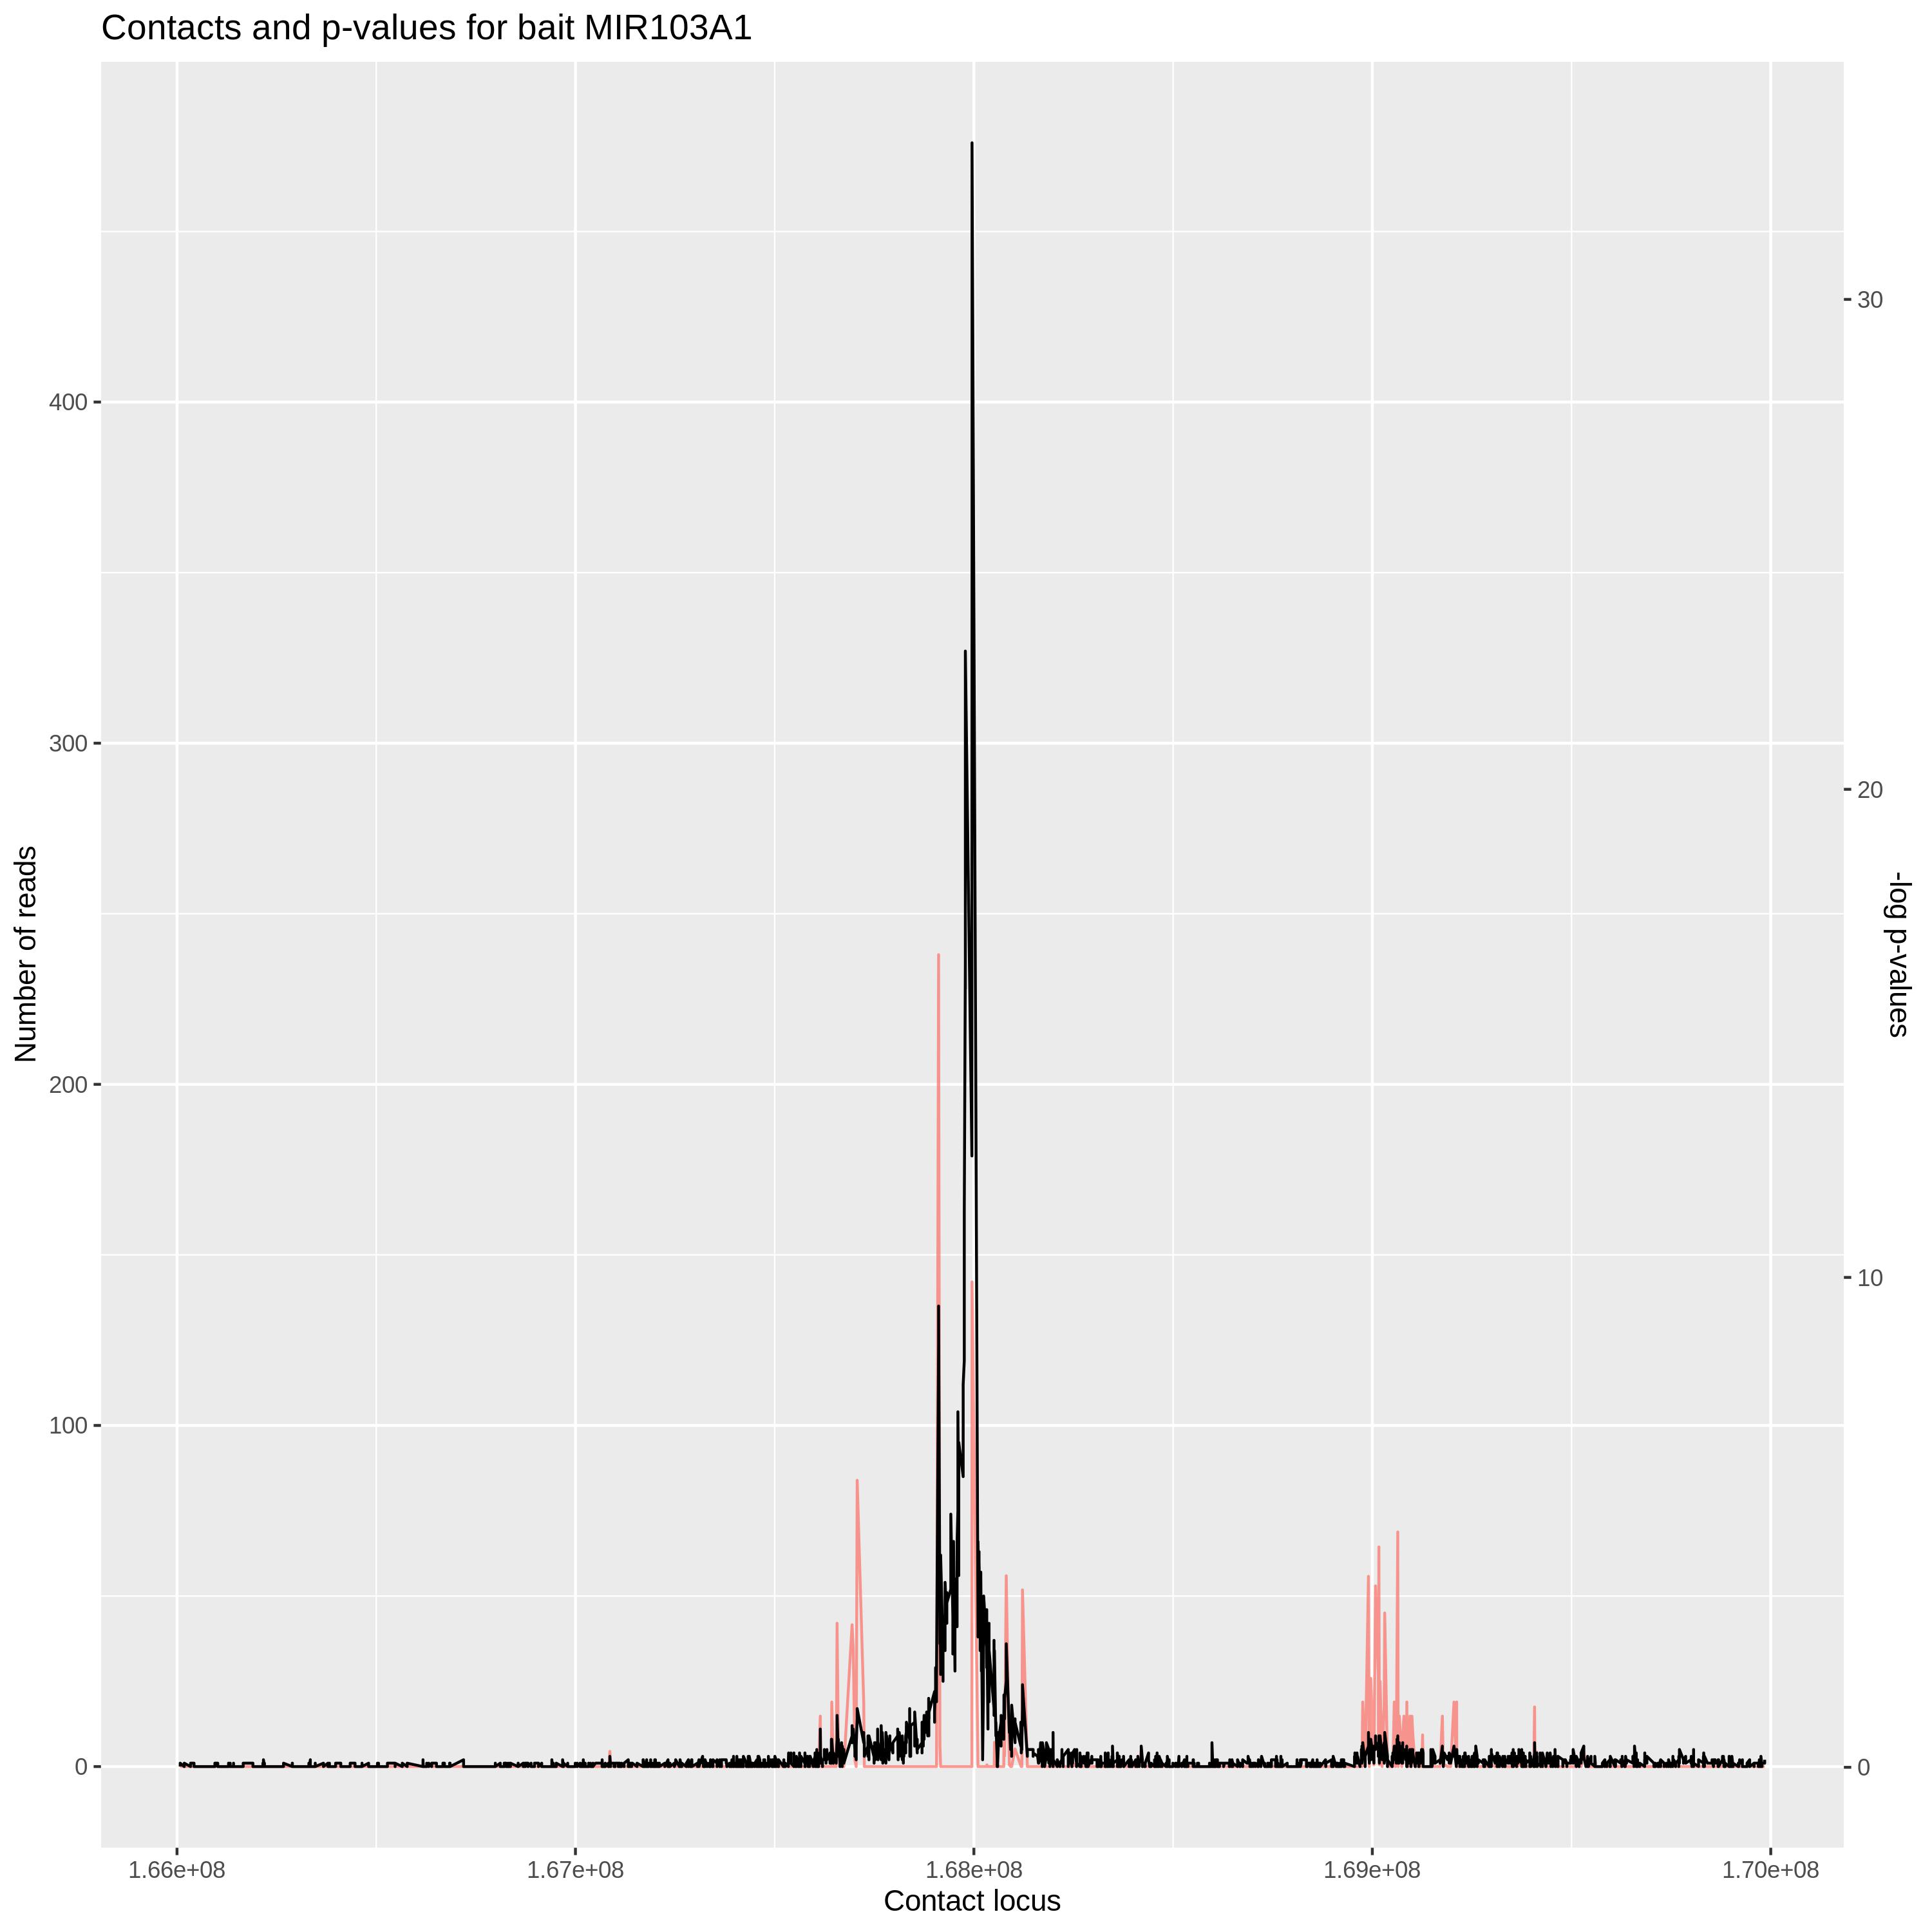 Contacts and p-values for bait MIR103A1
Number of reads
400
300
200
100
0
30
20
10
0
-log p-values
1.66e+08 1.67e+08 1.68e+08 1.69e+08 1.70e+08
Contact locus